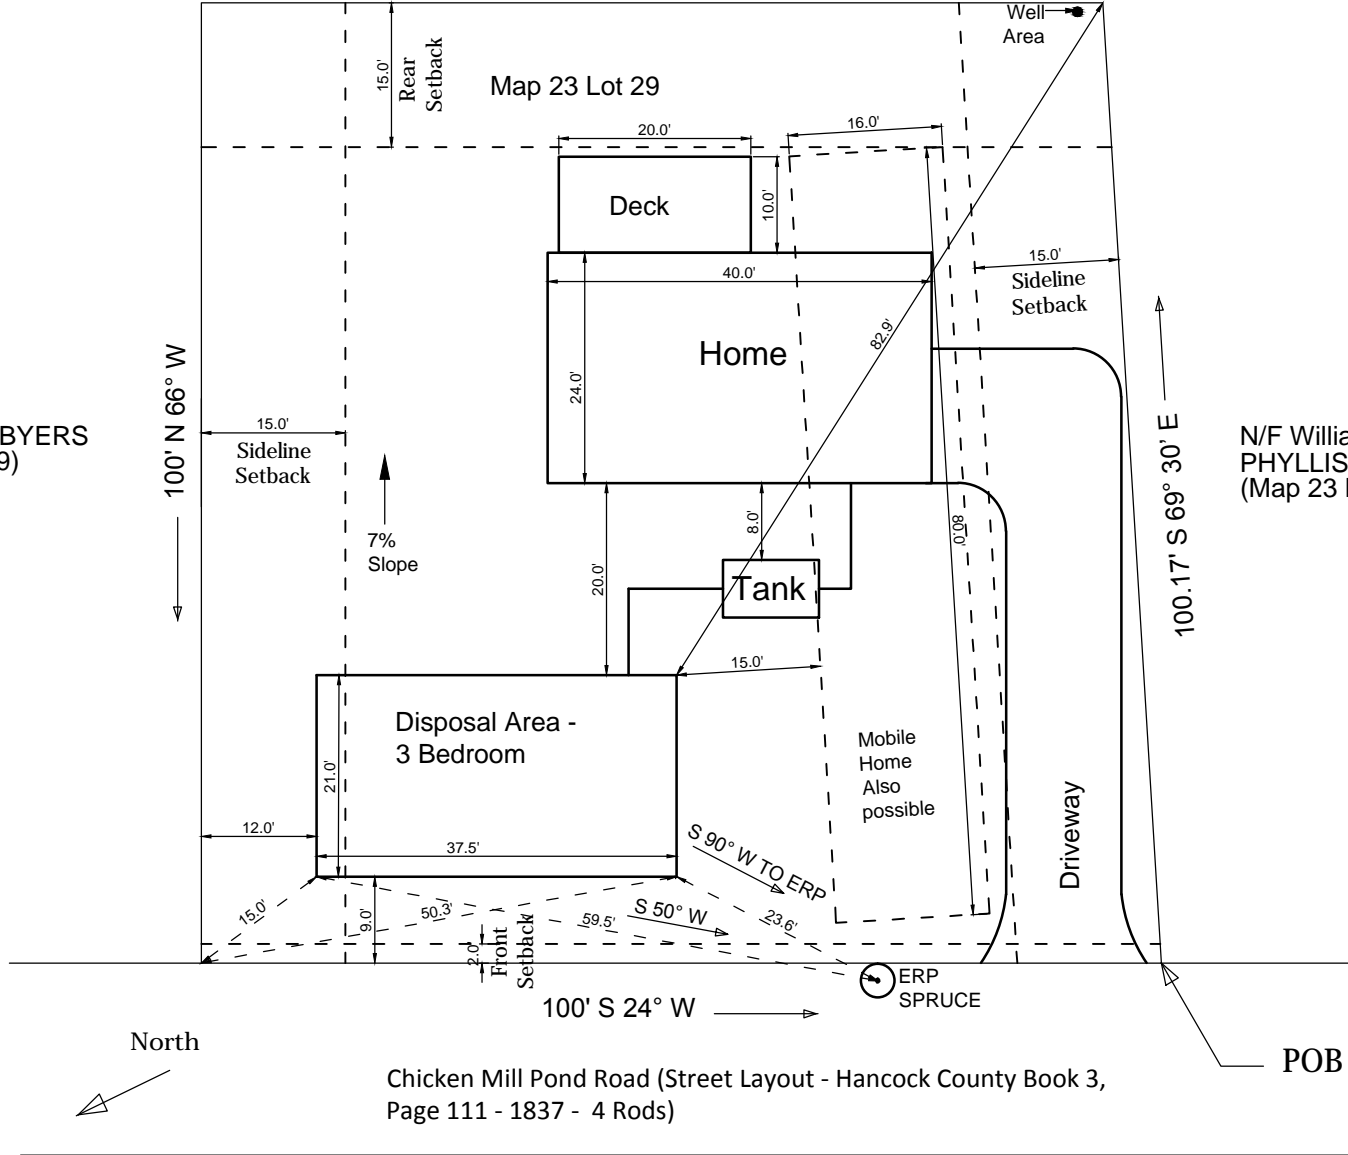 Well
Area
15.0'
Rear
Setback
Map 23 Lot 29
20.0'
16.0'
Deck
10.0'
40.0'
15.0'
Sideline
Setback
82.9'
Home
24.0'
100' N 66° W
BYERS
9)
15.0'
Sideline
Setback
7%
Slope
20.0'
8.0'
80.0'
Tank
15.0'
100.17' S 69° 30' E
N/F Willia
PHYLLIS
(Map 23
Disposal Area -
3 Bedroom
21.0'
Mobile
Home
Also
possible
Driveway
12.0'
37.5'
S 90° W TO ERP
15.0'
9.0'
50.3'
59.5'
S 50° W
23.6'
2.0'
Front
Setback
ERP
SPRUCE
100' S 24° W
North
POB
Chicken Mill Pond Road (Street Layout - Hancock County Book 3,
Page 111 - 1837 - 4 Rods)